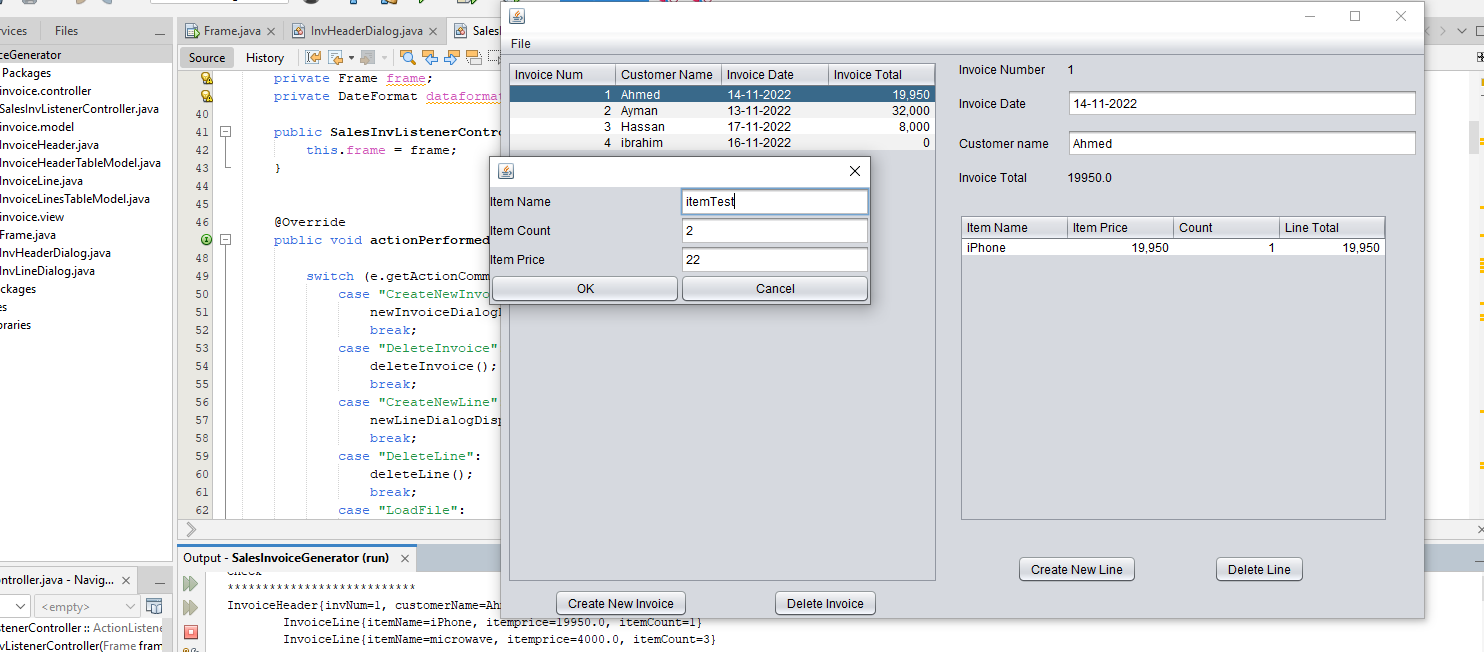 rvices
Files
ceGenerator
Packages
invoice.controller
SalesInvListenerController.java
invoice.model
InvoiceHeader.java
InvoiceHeaderTableModel.java
InvoiceLine.java
InvoiceLinesTableModel.java
invoice.view
Frame.java
InvHeaderDialog.java
InvLineDialog.java
ckages
es
braries
Frame.java
InvHeaderDialog.java
Sales
Source
History
private Frame frame;
private DateFormat dataformat
40
41 public SalesInvListenerContro
42 this.frame = frame;
43 }
44
45
46 @Override
public void actionPerformed
48
49 switch (e.getActionComm
50 case "CreateNewInvo
51 newInvoiceDialogD
52 break;
53 case "DeleteInvoice"
54 deleteInvoice();
55 break;
56 case "CreateNewLine"
57 newLineDialogDisp
58 break;
59 case "DeleteLine":
60 deleteLine();
61 break;
62 case "LoadFile":
File
Invoice Num Customer Name Invoice Date Invoice Total
1 Ahmed 14-11-2022 19,950
2 Ayman 13-11-2022 32,000
3 Hassan 17-11-2022 8,000
4 ibrahim 16-11-2022 0
Item Name itemTest
Item Count 2
Item Price 22
OK Cancel
Invoice Number 1
Invoice Date 14-11-2022
Customer name Ahmed
Invoice Total 19950.0
Item Name Item Price Count Line Total
iPhone 19,950 1 19,950
Create New Line Delete Line
Create New Invoice Delete Invoice
Output - SalesInvoiceGenerator (run)
Check
***************************
InvoiceHeader{invNum=1, customerName=Ah
InvoiceLine{itemName=iPhone, itemprice=19950.0, itemCount=1}
InvoiceLine{itemName=microwave, itemprice=4000.0, itemCount=3}
ontroller.java - Navig...
<empty>
stenerController :: ActionListene
vListenerController(Frame fram